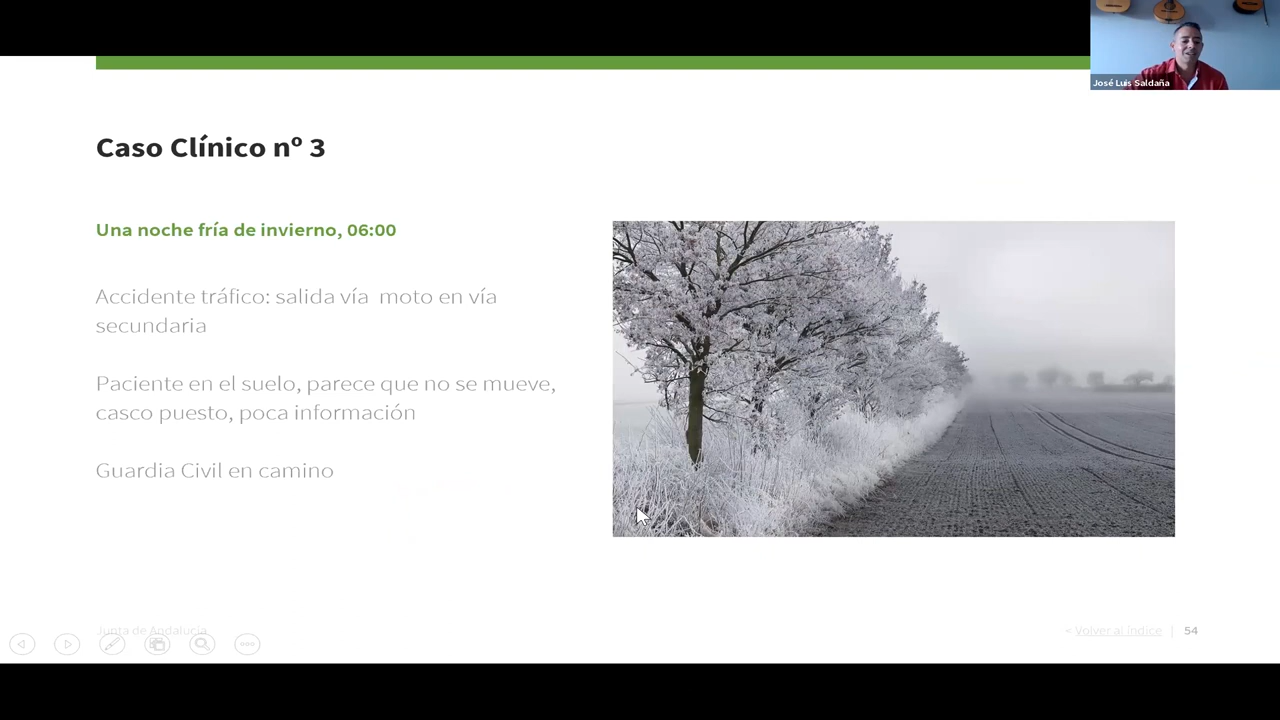 José Luis Saldaña
Caso Clínico nº 3
Una noche fría de invierno, 06:00
Accidente tráfico: salida vía moto en vía
secundaria
Paciente en el suelo, parece que no se mueve,
casco puesto, poca información
Guardia Civil en camino
Junta de Andalucía
< Volver al índice | 54